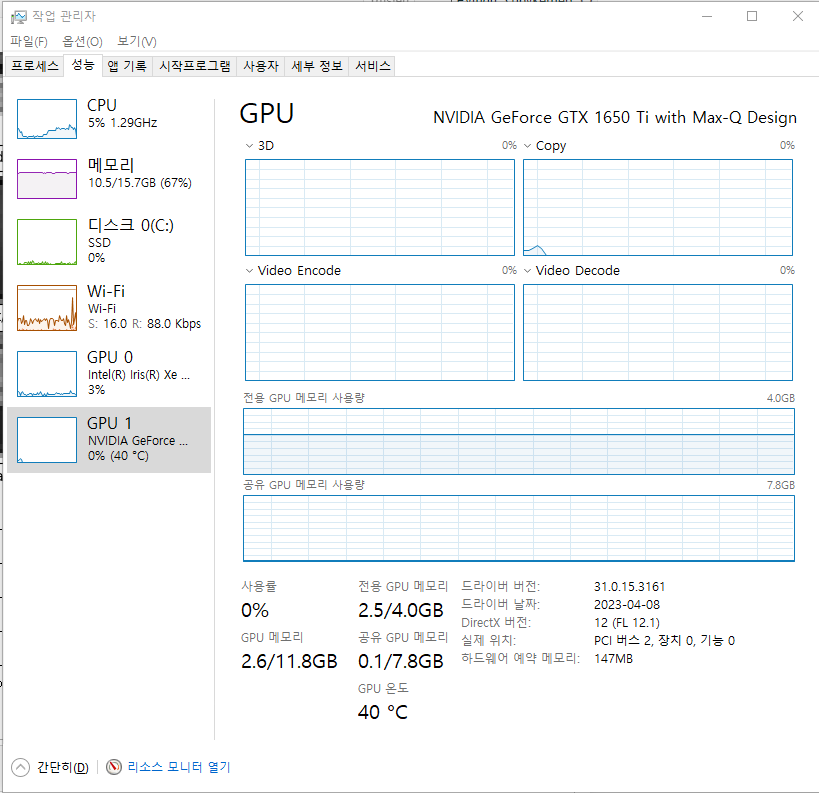 작업 관리자
파일(F) 옵션(O) 보기(V)
프로세스 성능 앱 기록 시작프로그램 사용자 세부 정보 서비스
CPU
5% 1.29GHz
메모리
10.5/15.7GB (67%)
디스크 0(C:)
SSD
0%
Wi-Fi
Wi-Fi
S: 16.0 R: 88.0 Kbps
GPU 0
Intel(R) Iris(R) Xe ...
3%
GPU 1
NVIDIA GeForce ...
0% (40 °C)
GPU
NVIDIA GeForce GTX 1650 Ti with Max-Q Design
3D 0%
Copy 0%
Video Encode 0%
Video Decode 0%
전용 GPU 메모리 사용량 4.0GB
공유 GPU 메모리 사용량 7.8GB
사용률
0%
전용 GPU 메모리
2.5/4.0GB
GPU 메모리
2.6/11.8GB
공유 GPU 메모리
0.1/7.8GB
GPU 온도
40 °C
드라이버 버전: 31.0.15.3161
드라이버 날짜: 2023-04-08
DirectX 버전: 12 (FL 12.1)
실제 위치: PCI 버스 2, 장치 0, 기능 0
하드웨어 예약 메모리: 147MB
간단히(D)
리소스 모니터 열기